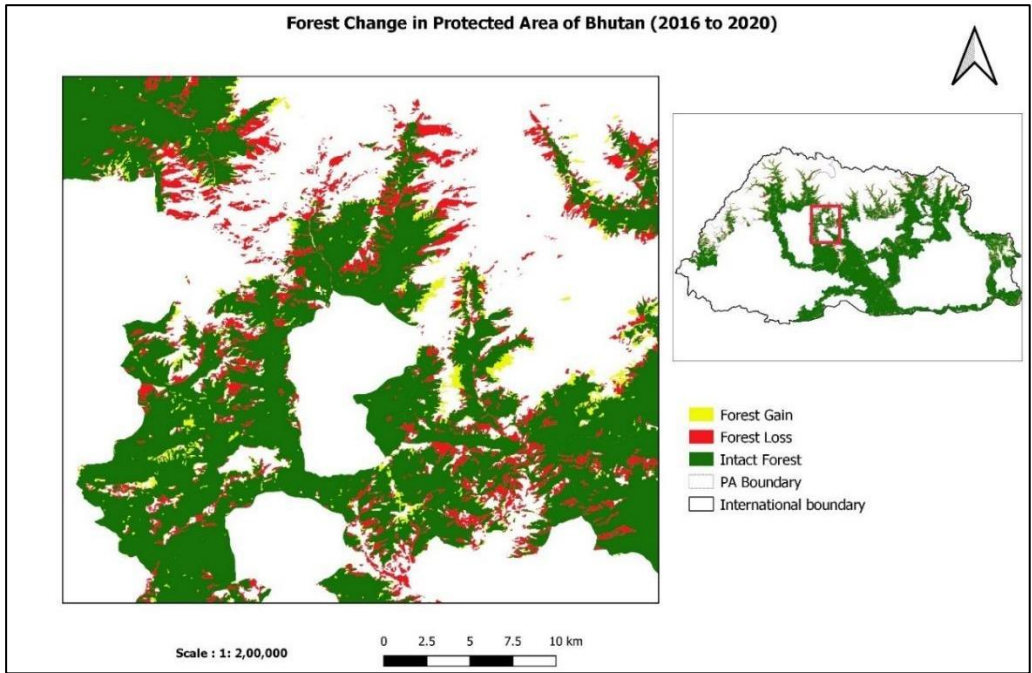 Forest Change in Protected Area of Bhutan (2016 to 2020)
Forest Gain
Forest Loss
Intact Forest
PA Boundary
International boundary
Scale : 1: 2,00,000
0 2.5 5 7.5 10 km